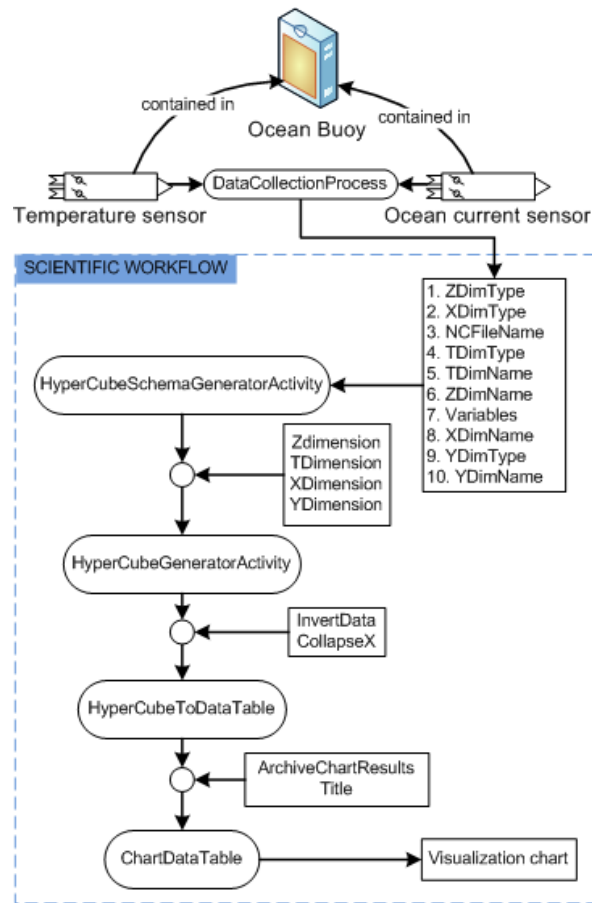 contained in
contained in
Ocean Buoy
DataCollectionProcess
Temperature sensor
Ocean current sensor
SCIENTIFIC WORKFLOW
1. ZDimType
2. XDimType
3. NCFileName
4. TDimType
5. TDimName
6. ZDimName
7. Variables
8. XDimName
9. YDimType
10. YDimName
HyperCubeSchemaGeneratorActivity
Zdimension
TDimension
XDimension
YDimension
HyperCubeGeneratorActivity
InvertData
CollapseX
HyperCubeToDataTable
ArchiveChartResults
Title
ChartDataTable
Visualization chart